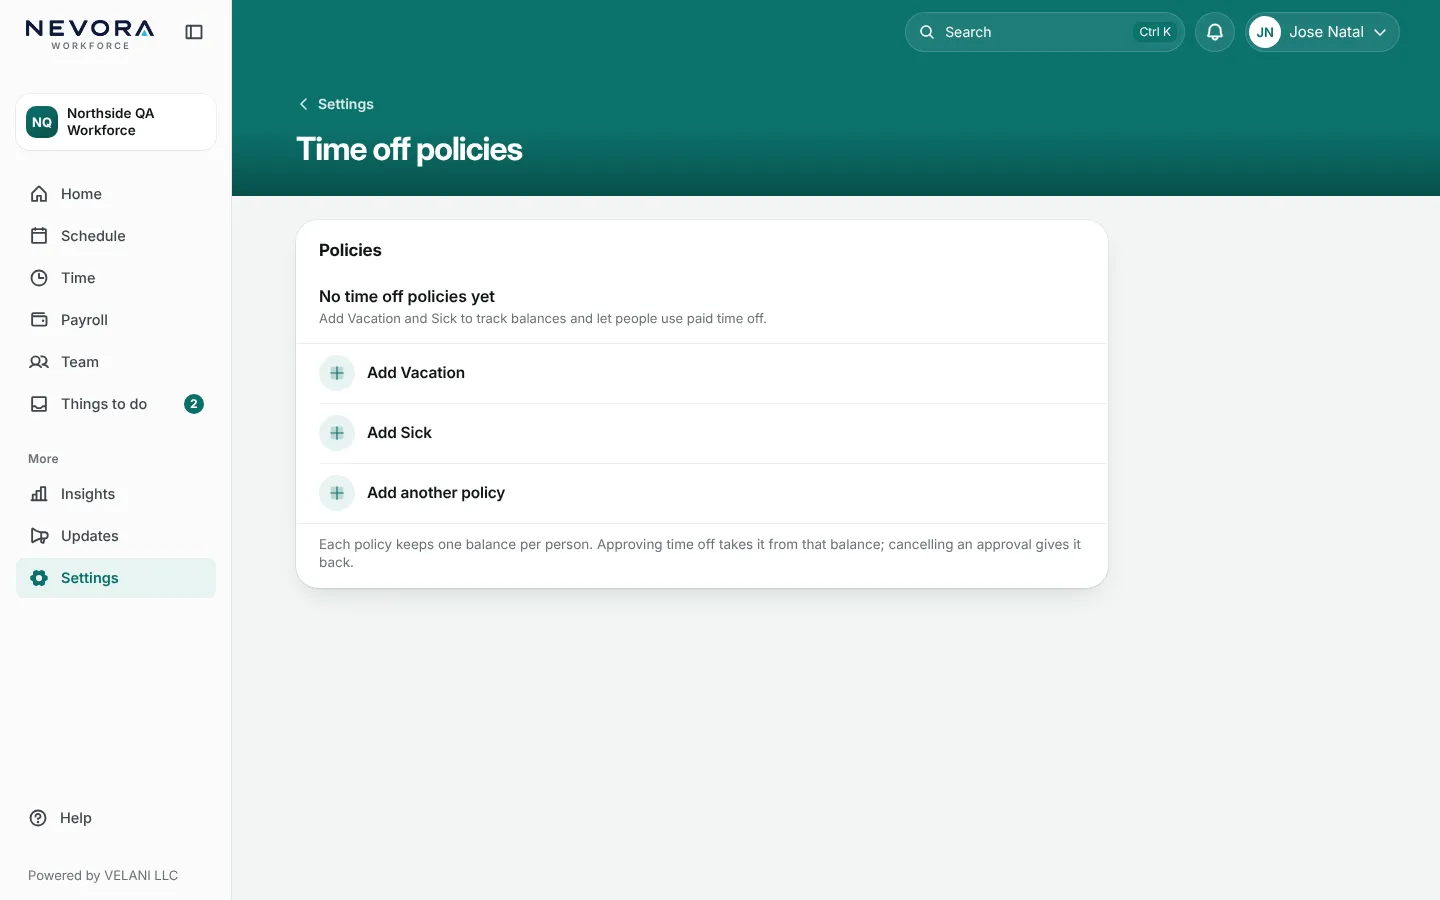 NEVORA
WORKFORCE
Search
Ctrl K
JN
Jose Natal
NQ
Northside QA
Workforce
Home
Schedule
Time
Payroll
Team
Things to do
2
More
Insights
Updates
Settings
Help
Powered by VELANI LLC
Settings
Time off policies
Policies
No time off policies yet
Add Vacation and Sick to track balances and let people use paid time off.
Add Vacation
Add Sick
Add another policy
Each policy keeps one balance per person. Approving time off takes it from that balance; cancelling an approval gives it
back.